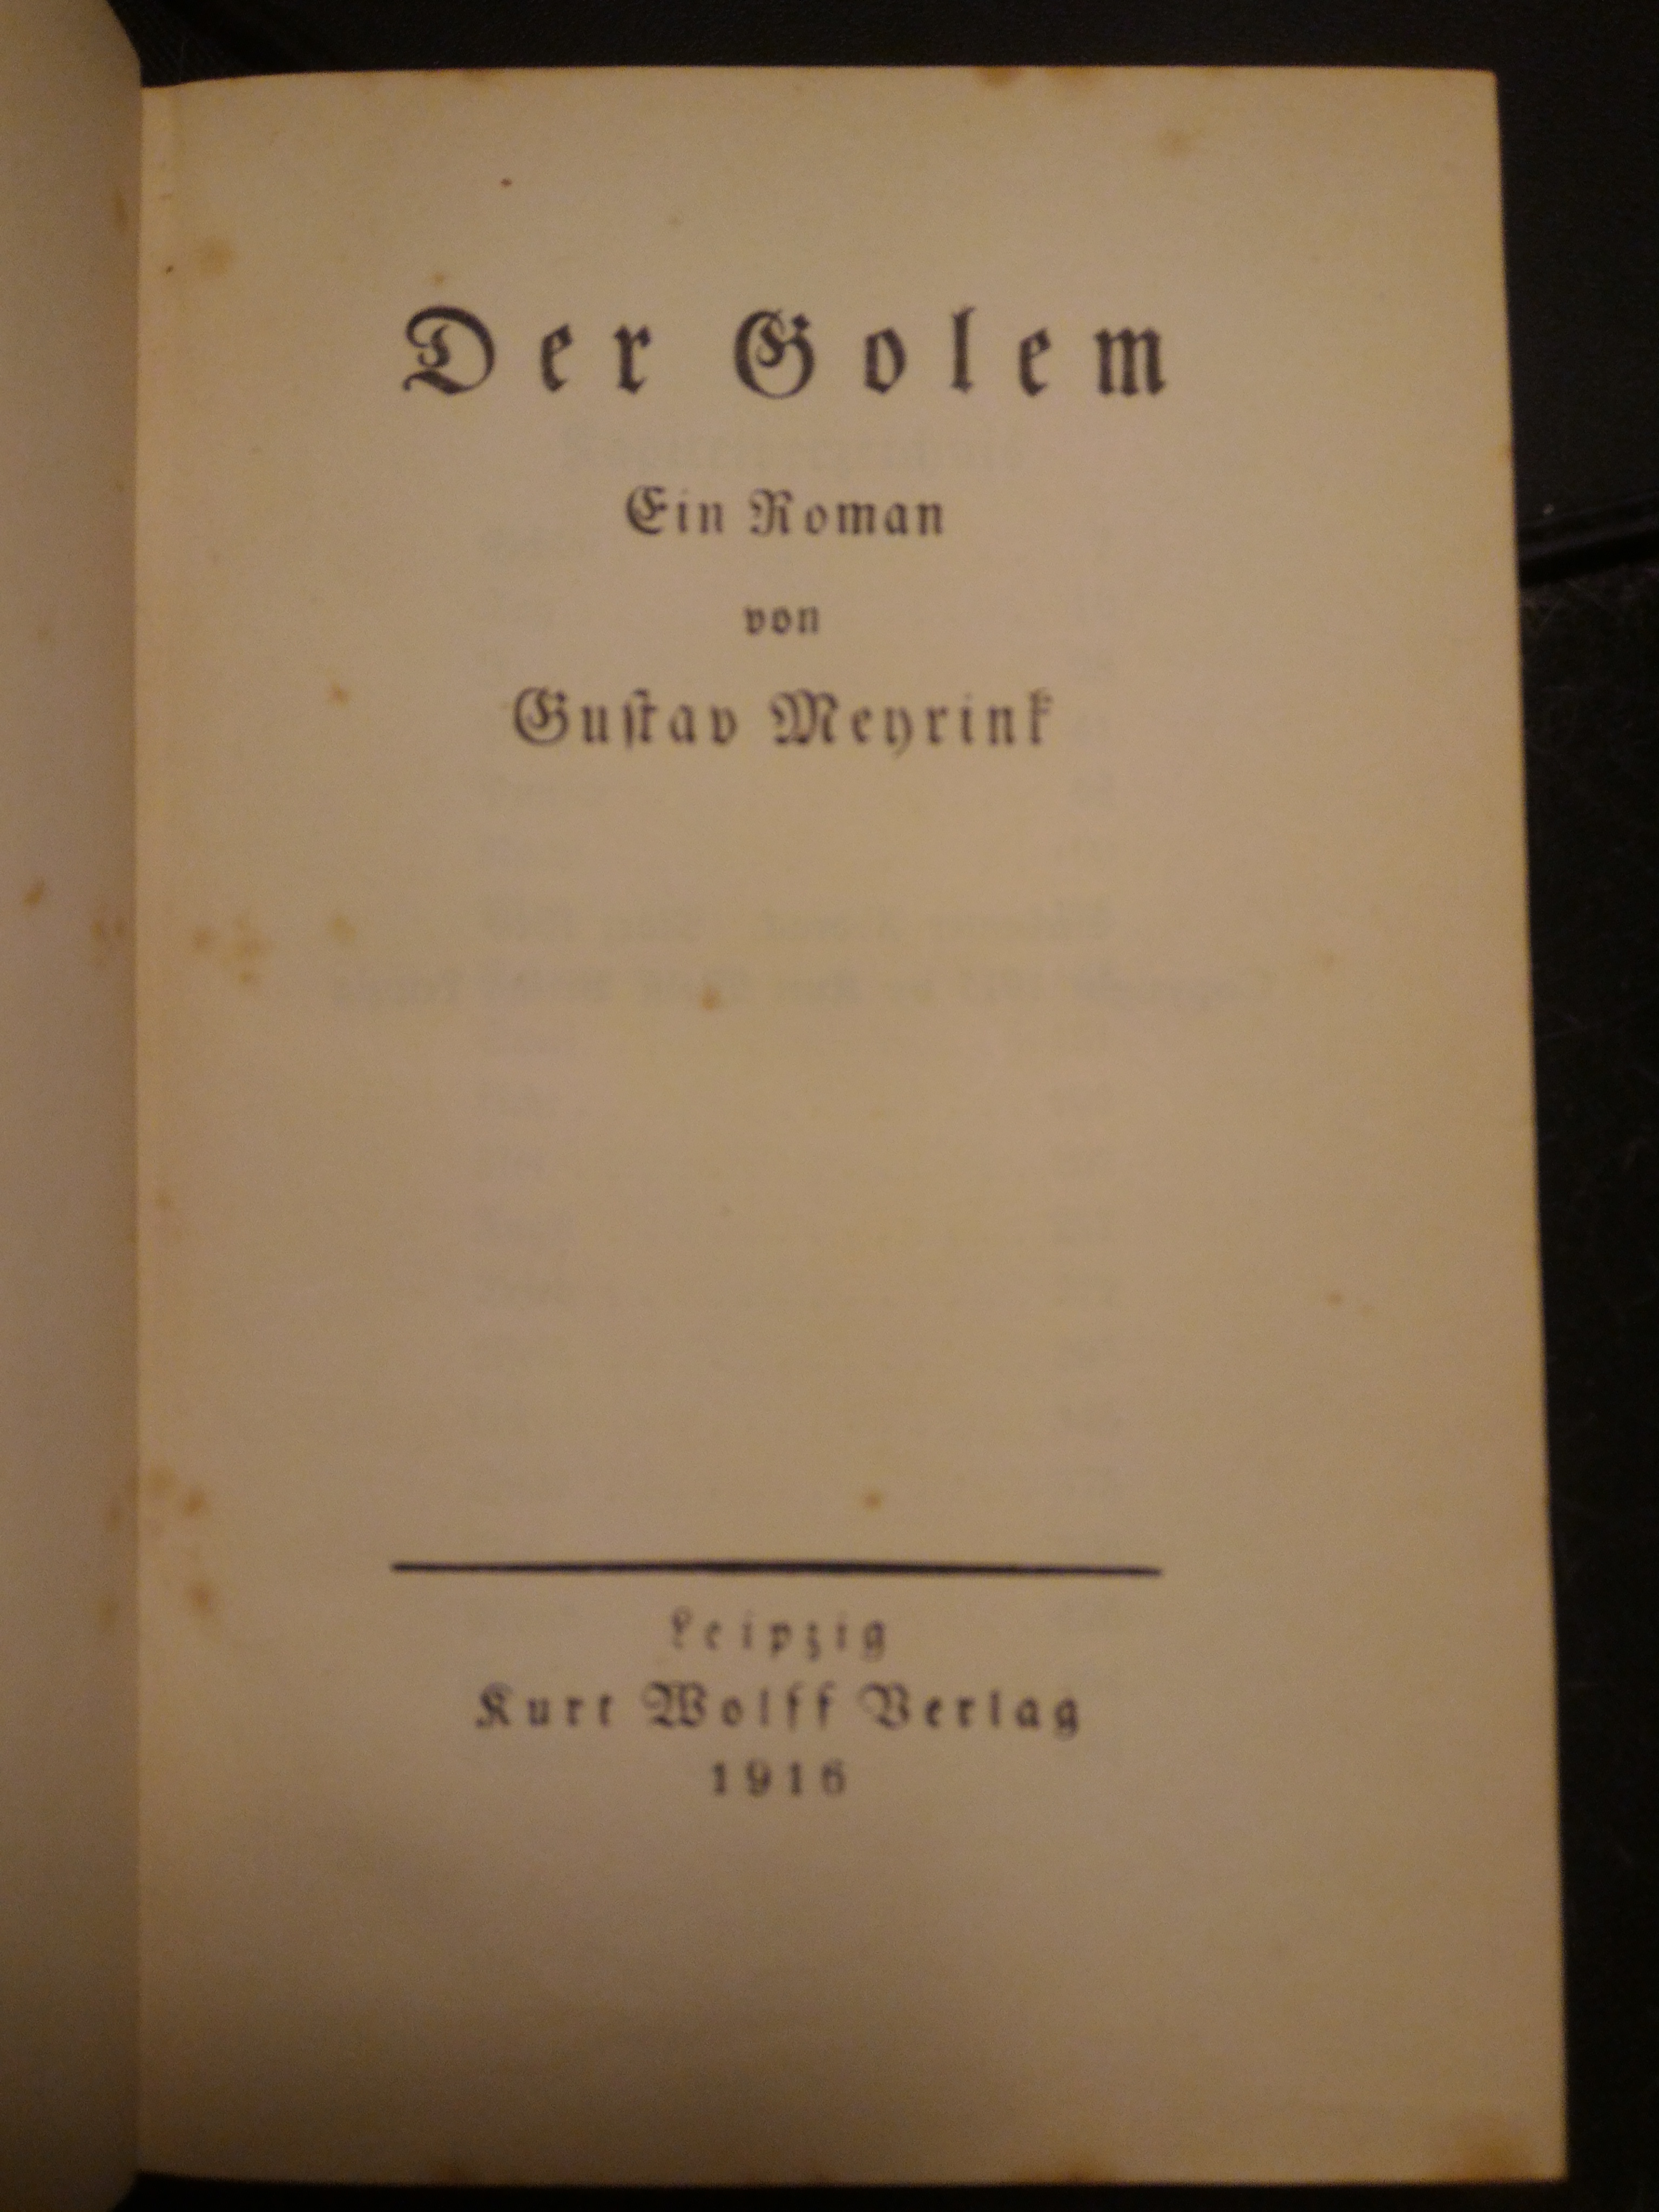 Der Golem
Ein Roman
von
Guſtav Meyrink
Leipzig
Kurt Wolff Verlag
1916